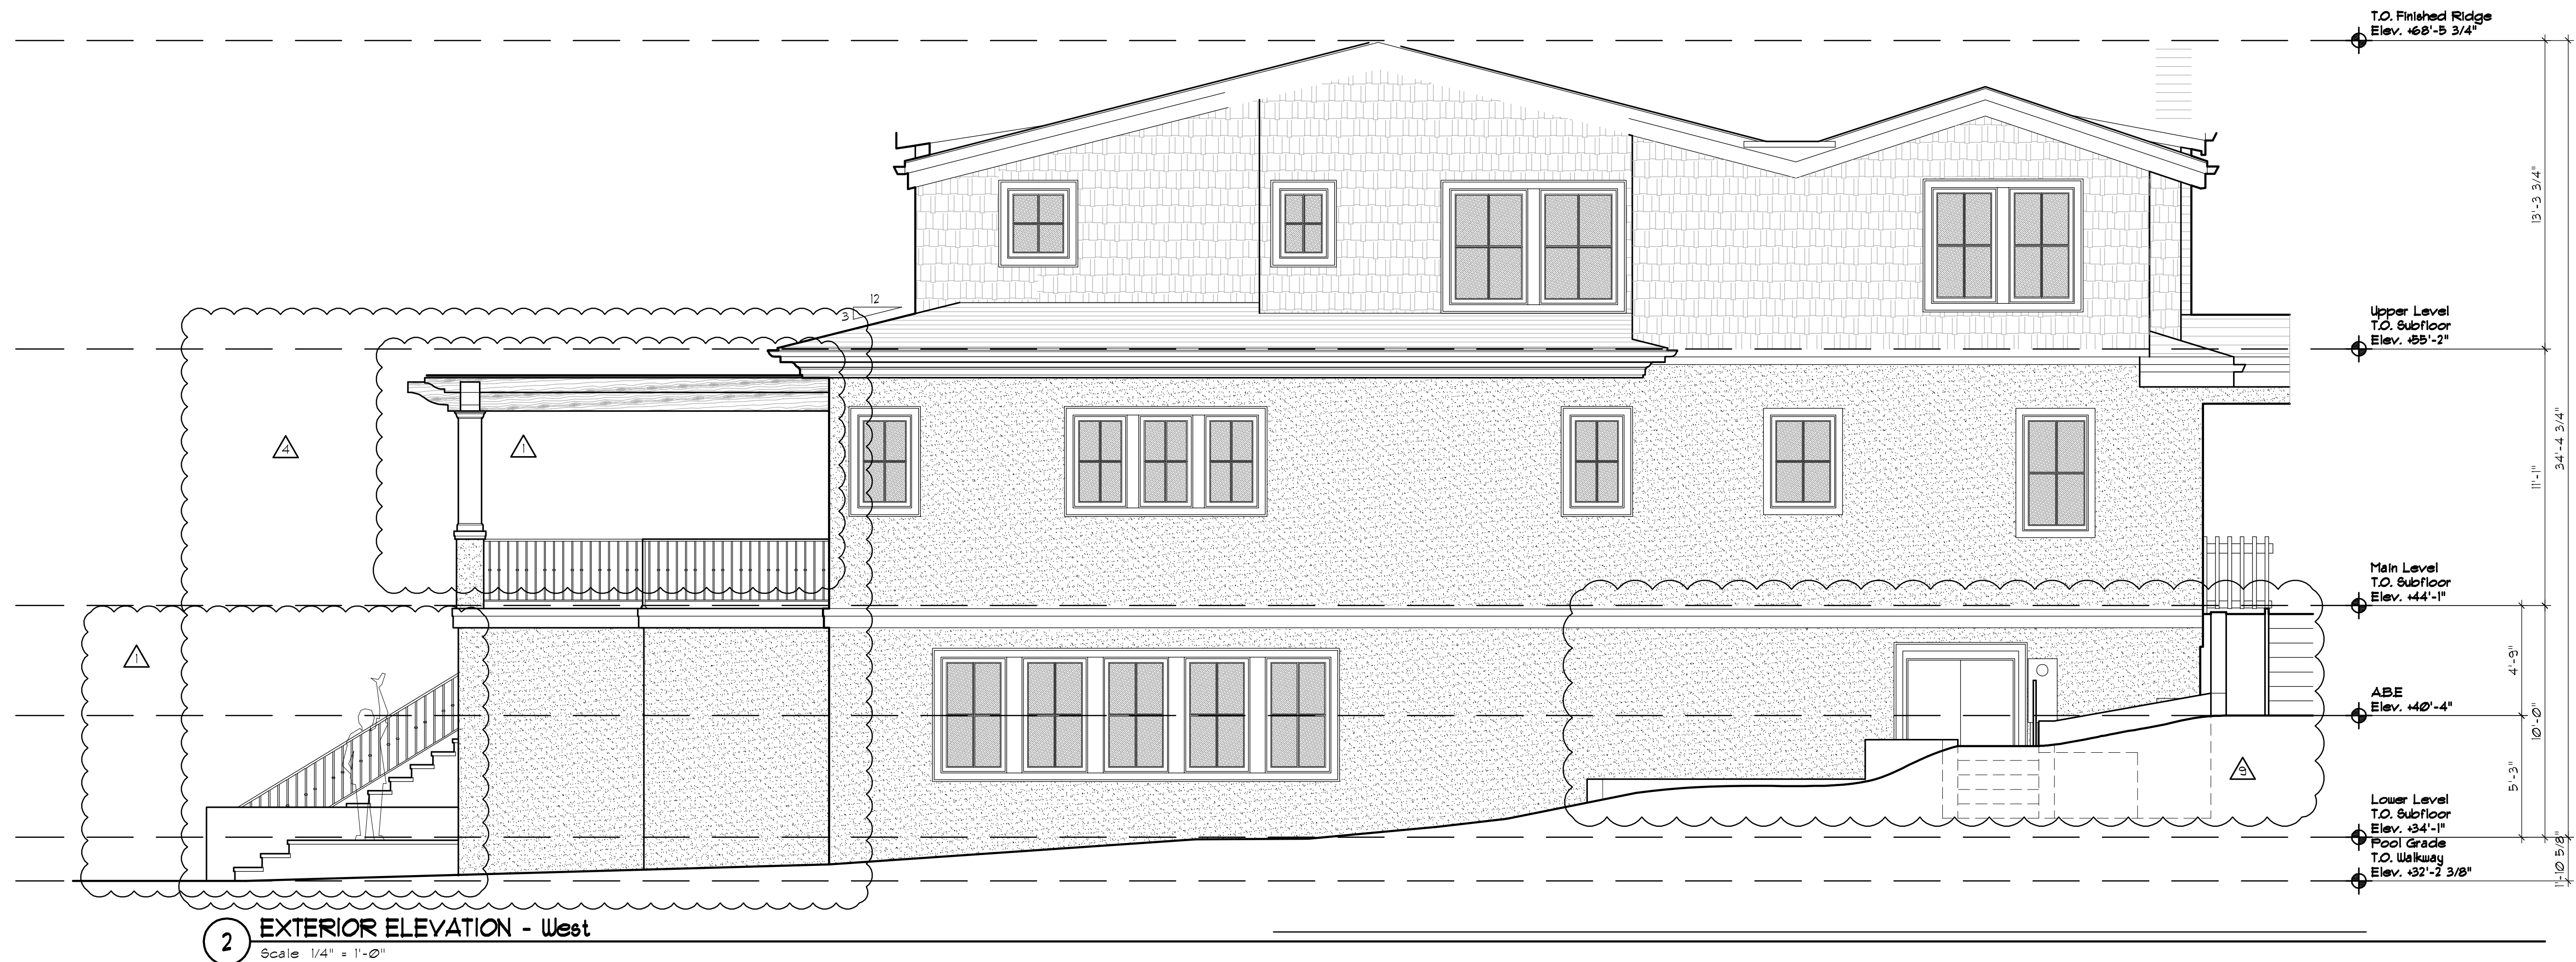 T.O. Finished Ridge
Elev. +68'-5 3/4"
13'-3 3/4"
12
3
Upper Level
T.O. Subfloor
Elev. +55'-2"
34'-4 3/4"
4
1
11'-1"
Main Level
T.O. Subfloor
Elev. +44'-1"
1
4'-9"
A.B.E
Elev. +40'-4"
10'-0"
9
5'-3"
Lower Level
T.O. Subfloor
Elev. +34'-1"
Pool Grade
T.O. Walkway
Elev. +32'-2 3/8"
1'-10 5/8"
2
EXTERIOR ELEVATION - West
Scale 1/4" = 1'-0"